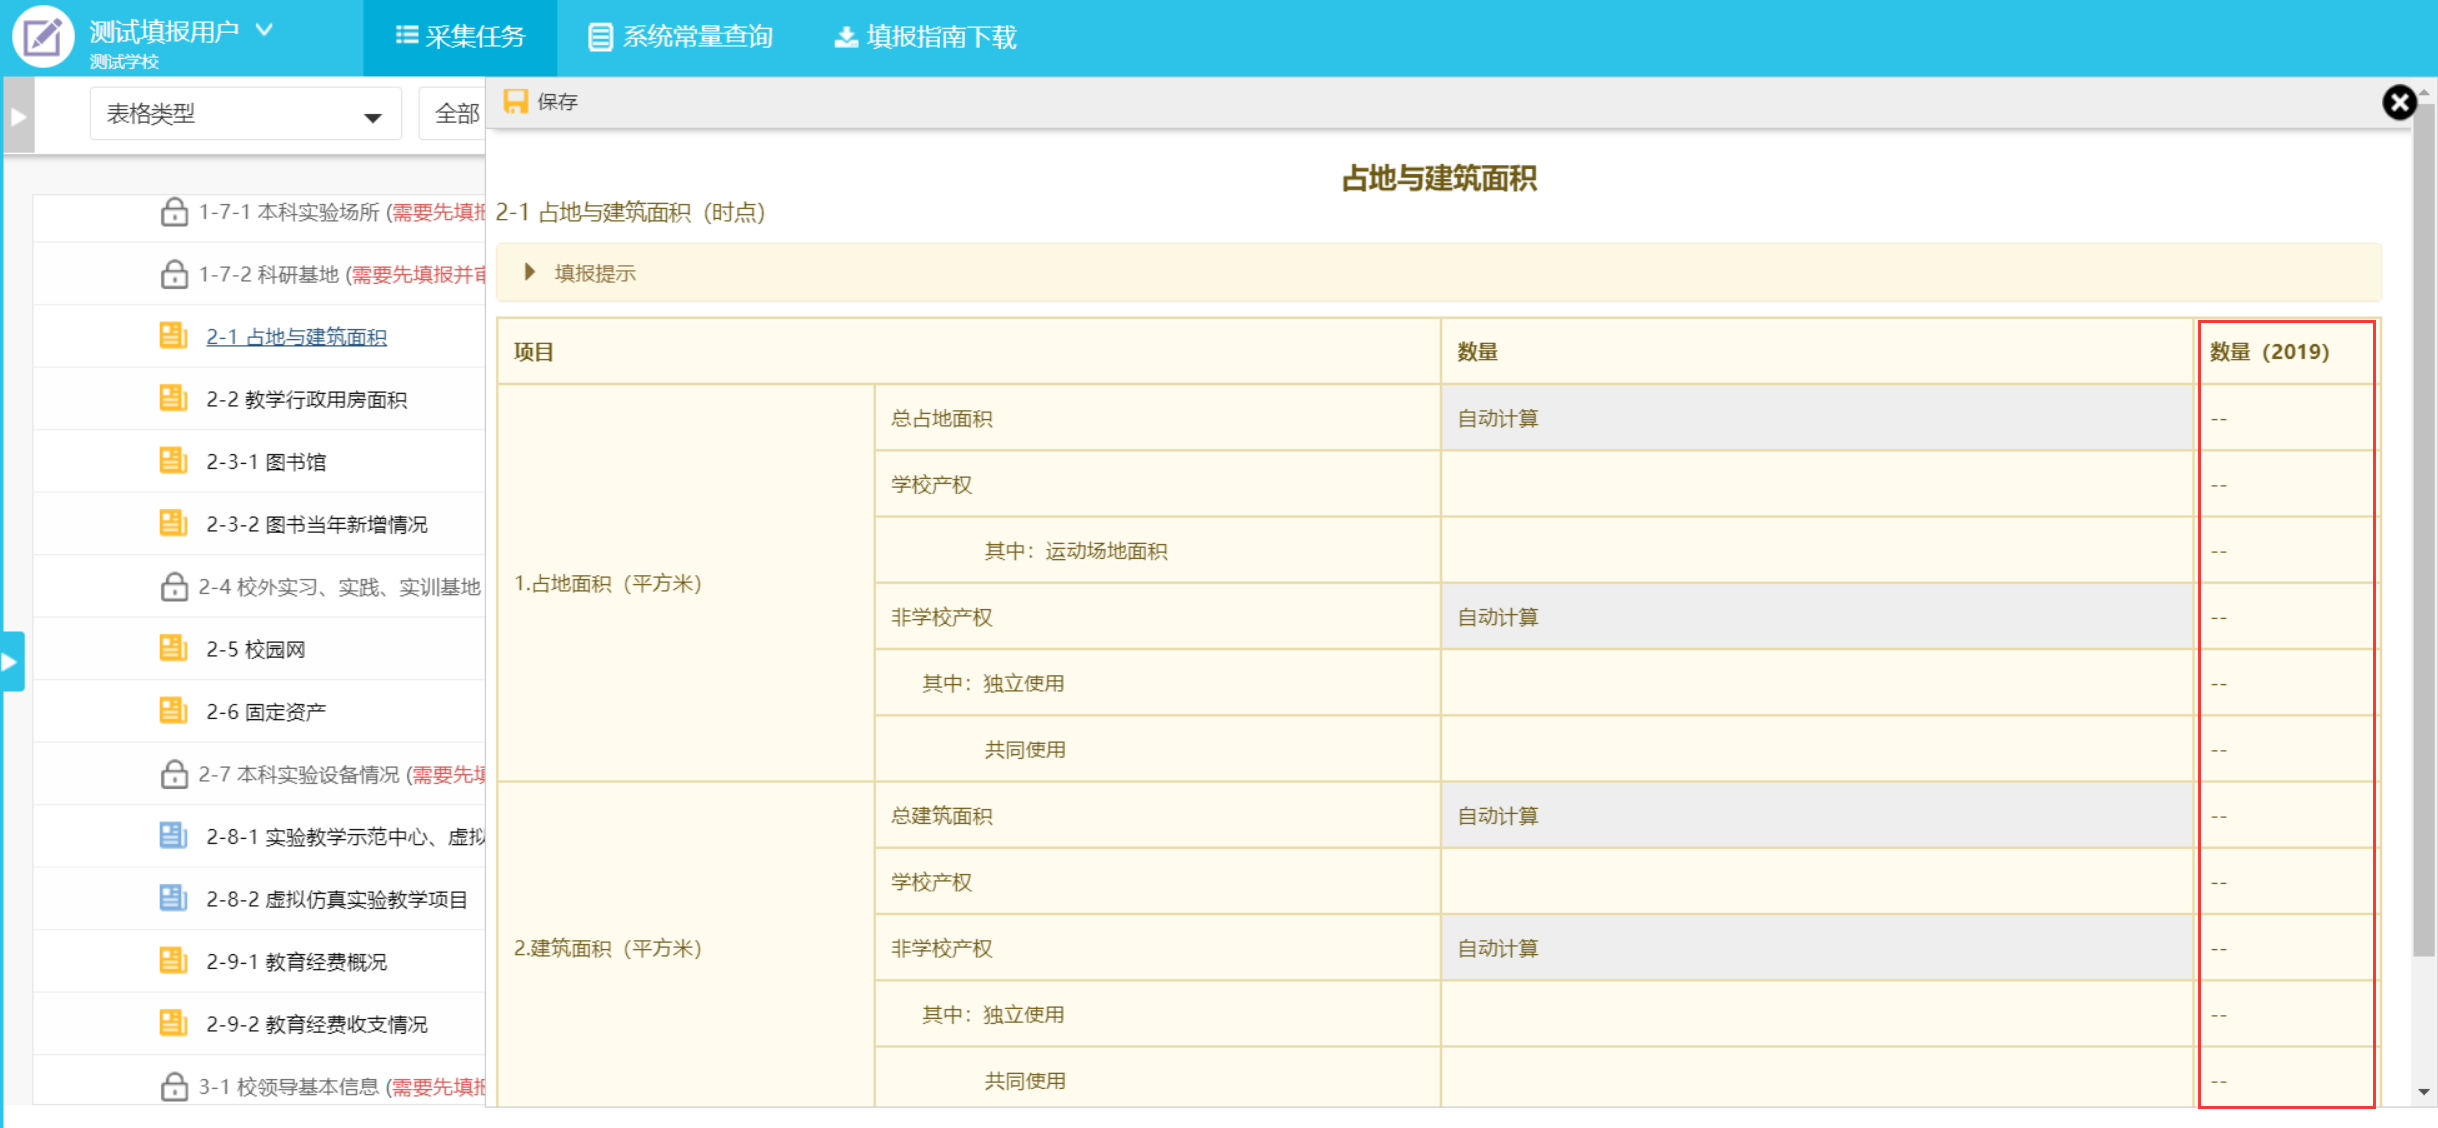 测试填报用户
测试学校
采集任务
系统常量查询
填报指南下载
表格类型
全部
保存
1-7-1 本科实验场所 (需要先填报
1-7-2 科研基地 (需要先填报并审
2-1 占地与建筑面积
2-2 教学行政用房面积
2-3-1 图书馆
2-3-2 图书当年新增情况
2-4 校外实习、实践、实训基地
2-5 校园网
2-6 固定资产
2-7 本科实验设备情况 (需要先填
2-8-1 实验教学示范中心、虚拟
2-8-2 虚拟仿真实验教学项目
2-9-1 教育经费概况
2-9-2 教育经费收支情况
3-1 校领导基本信息 (需要先填报
占地与建筑面积
2-1 占地与建筑面积（时点）
填报提示
项目 数量 数量（2019）
1.占地面积（平方米）
总占地面积 自动计算 --
学校产权 --
其中：运动场地面积 --
非学校产权 自动计算 --
其中：独立使用 --
共同使用 --
2.建筑面积（平方米）
总建筑面积 自动计算 --
学校产权 --
非学校产权 自动计算 --
其中：独立使用 --
共同使用 --